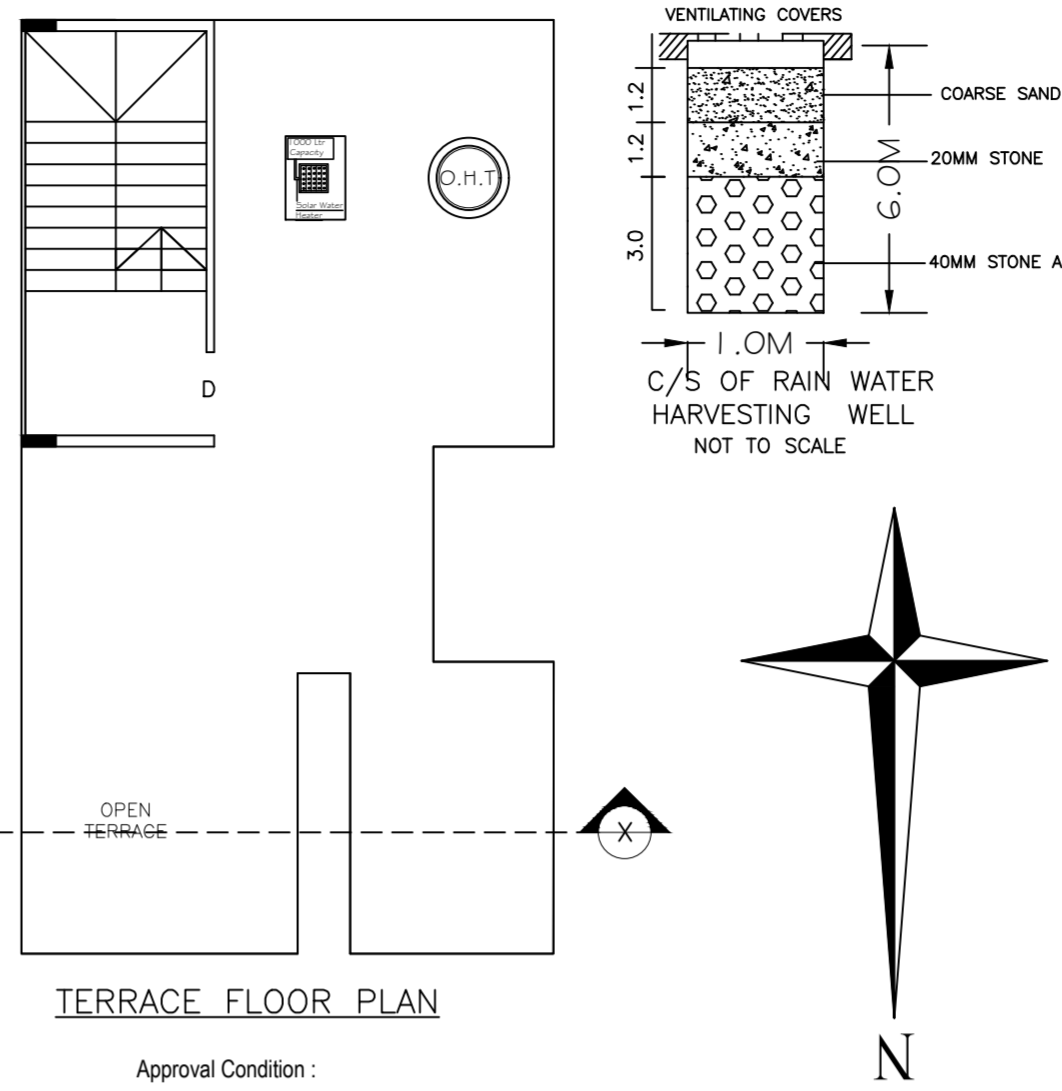 1000 Ltr
Capacity
Solar Water
Heater
O.H.T
D
OPEN
TERRACE
X
TERRACE FLOOR PLAN
Approval Condition :
VENTILATING COVERS
1.2
1.2
3.0
6.0M
COARSE SAND
20MM STONE
40MM STONE A
1.0M
C/S OF RAIN WATER
HARVESTING WELL
NOT TO SCALE
N